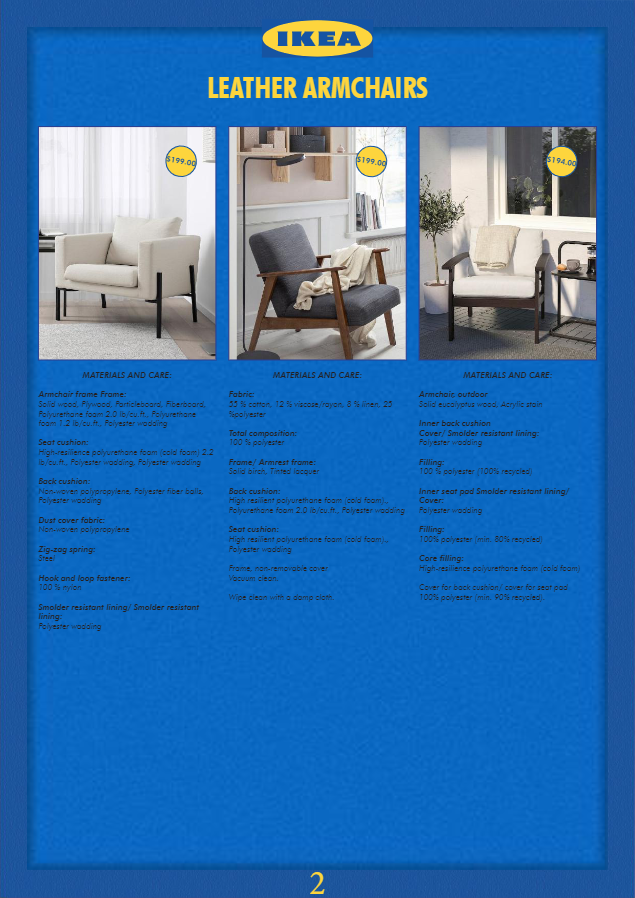 IKEA
LEATHER ARMCHAIRS
$199.00
$199.00
$194.00
MATERIALS AND CARE:
Armchair frame Frame:
Solid wood, Plywood, Particleboard, Fiberboard,
Polyurethane foam 2.0 lb/cu.ft., Polyurethane
foam 1.2 lb/cu.ft., Polyester wadding
Seat cushion:
High-resilience polyurethane foam (cold foam) 2.2
lb/cu.ft., Polyester wadding, Polyester wadding
Back cushion:
Non-woven polypropylene, Polyester fiber balls,
Polyester wadding
Dust cover fabric:
Non-woven polypropylene
Zig-zag spring:
Steel
Hook and loop fastener:
100 % nylon
Smolder resistant lining/ Smolder resistant
lining:
Polyester wadding
MATERIALS AND CARE:
Fabric:
55 % cotton, 12 % viscose/rayon, 8 % linen, 25
%polyester
Total composition:
100 % polyester
Frame/ Armrest frame:
Solid birch, Tinted lacquer
Back cushion:
High resilient polyurethane foam (cold foam).,
Polyurethane foam 2.0 lb/cu.ft., Polyester wadding
Seat cushion:
High resilient polyurethane foam (cold foam).,
Polyester wadding
Frame, non-removable cover
Vacuum clean.
Wipe clean with a damp cloth.
MATERIALS AND CARE:
Armchair, outdoor
Solid eucalyptus wood, Acrylic stain
Inner back cushion
Cover/ Smolder resistant lining:
Polyester wadding
Filling:
100 % polyester (100% recycled)
Inner seat pad Smolder resistant lining/
Cover:
Polyester wadding
Filling:
100% polyester (min. 80% recycled)
Core filling:
High-resilience polyurethane foam (cold foam)
Cover for back cushion/ cover for seat pad:
100% polyester (min. 90% recycled).
2